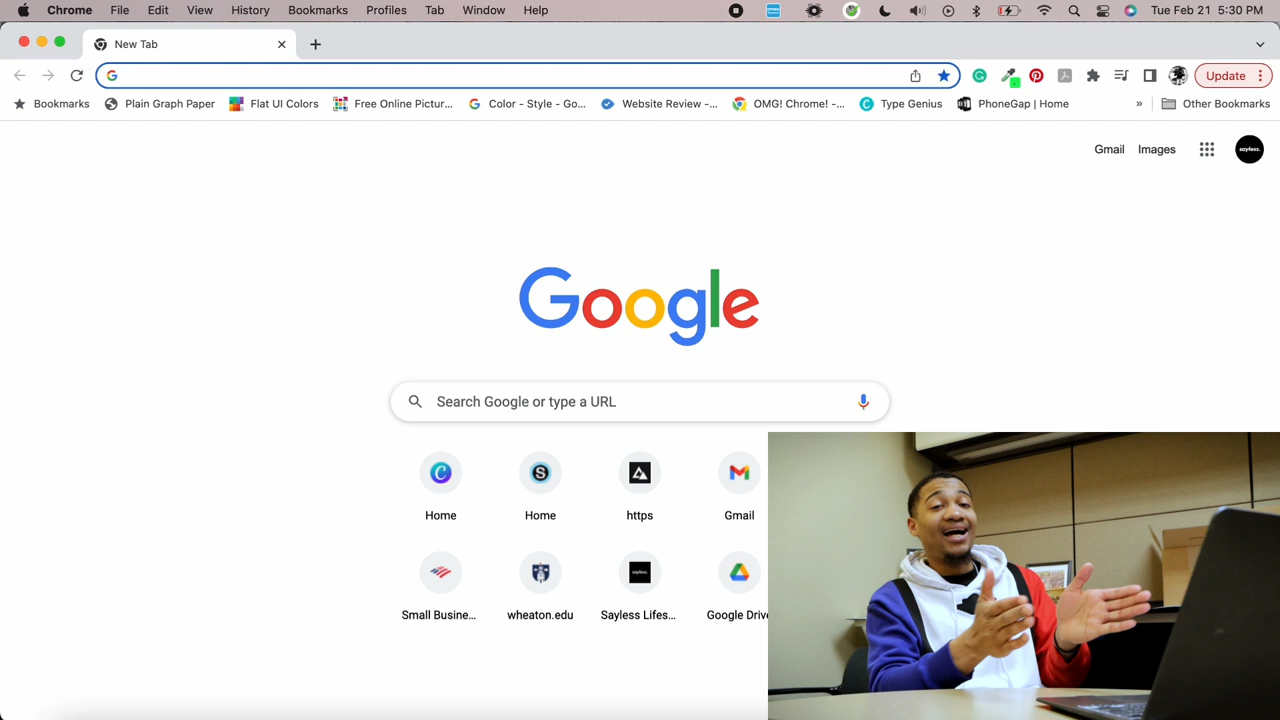 Chrome File Edit View History Bookmarks Profiles Tab Window Help Tue Feb 21 5:30 PM
New Tab
Update
Bookmarks Plain Graph Paper Flat UI Colors Free Online Pictur... Color - Style - Go... Website Review -... OMG! Chrome! -... Type Genius PhoneGap | Home » Other Bookmarks
Gmail Images sayless.
Google
Search Google or type a URL
Home Home https Gmail
Small Busine... wheaton.edu Sayless Lifes... Google Drive